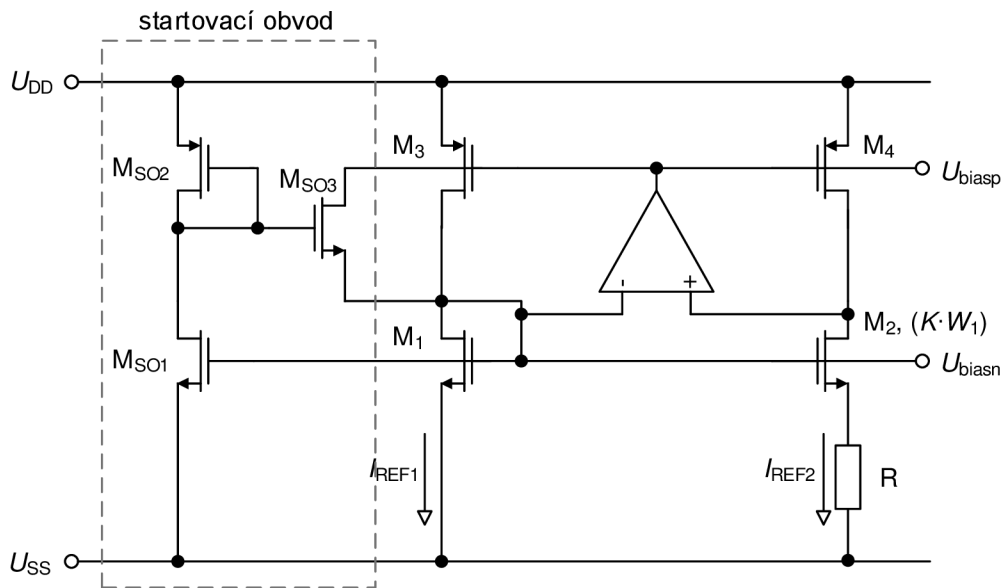 startovací obvod
UDD
MSO2
MSO3
M3
M4
Ubiasp
- +
MSO1
M1
M2, (K·W1)
Ubiasn
IREF1
IREF2
R
USS